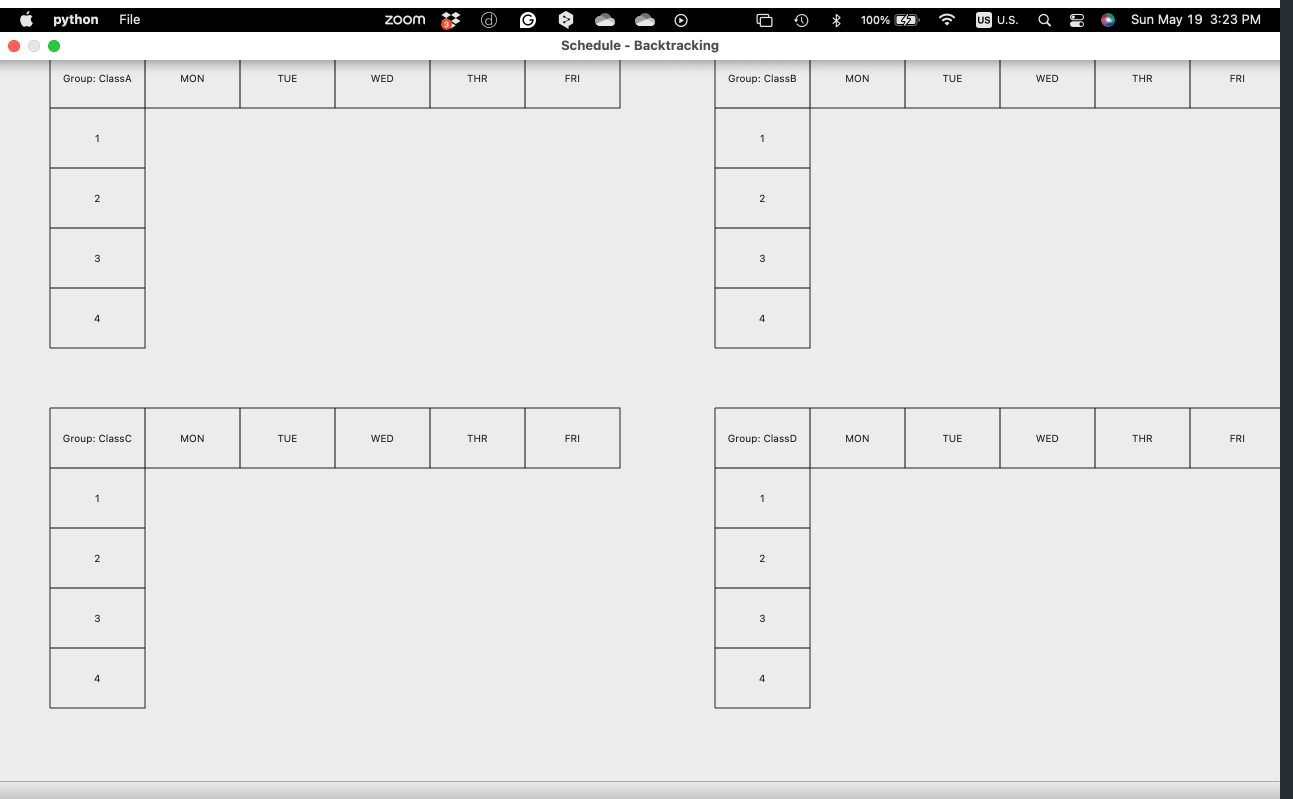 python File zoom 3 100% US U.S. Sun May 19 3:23 PM
Schedule - Backtracking
Group: ClassA MON TUE WED THR FRI
1
2
3
4
Group: ClassB MON TUE WED THR FRI
1
2
3
4
Group: ClassC MON TUE WED THR FRI
1
2
3
4
Group: ClassD MON TUE WED THR FRI
1
2
3
4